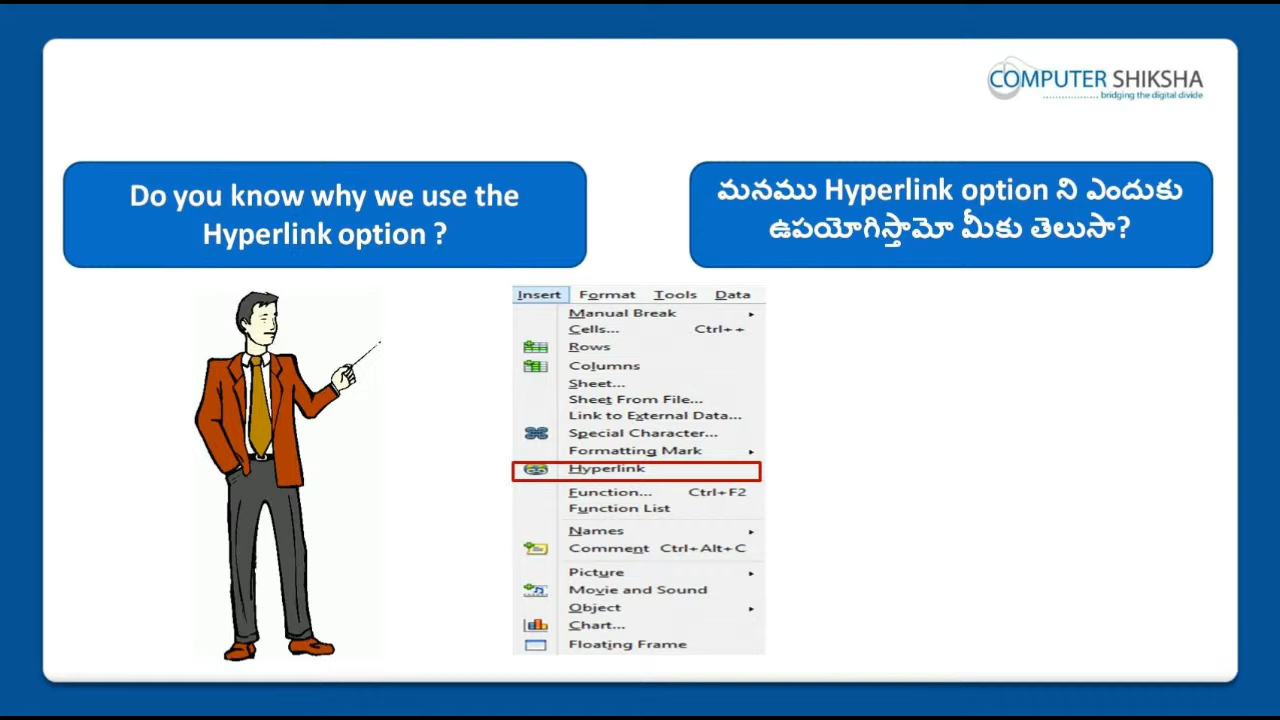 COMPUTER SHIKSHA
bridging the digital divide
Do you know why we use the
Hyperlink option ?
మనము Hyperlink option ని ఎందుకు
ఉపయోగిస్తామో మీకు తెలుసా?
Insert Format Tools Data
Manual Break
Cells... Ctrl++
Rows
Columns
Sheet...
Sheet From File...
Link to External Data...
Special Character...
Formatting Mark
Hyperlink
Function... Ctrl+F2
Function List
Names
Comment Ctrl+Alt+C
Picture
Movie and Sound
Object
Chart...
Floating Frame